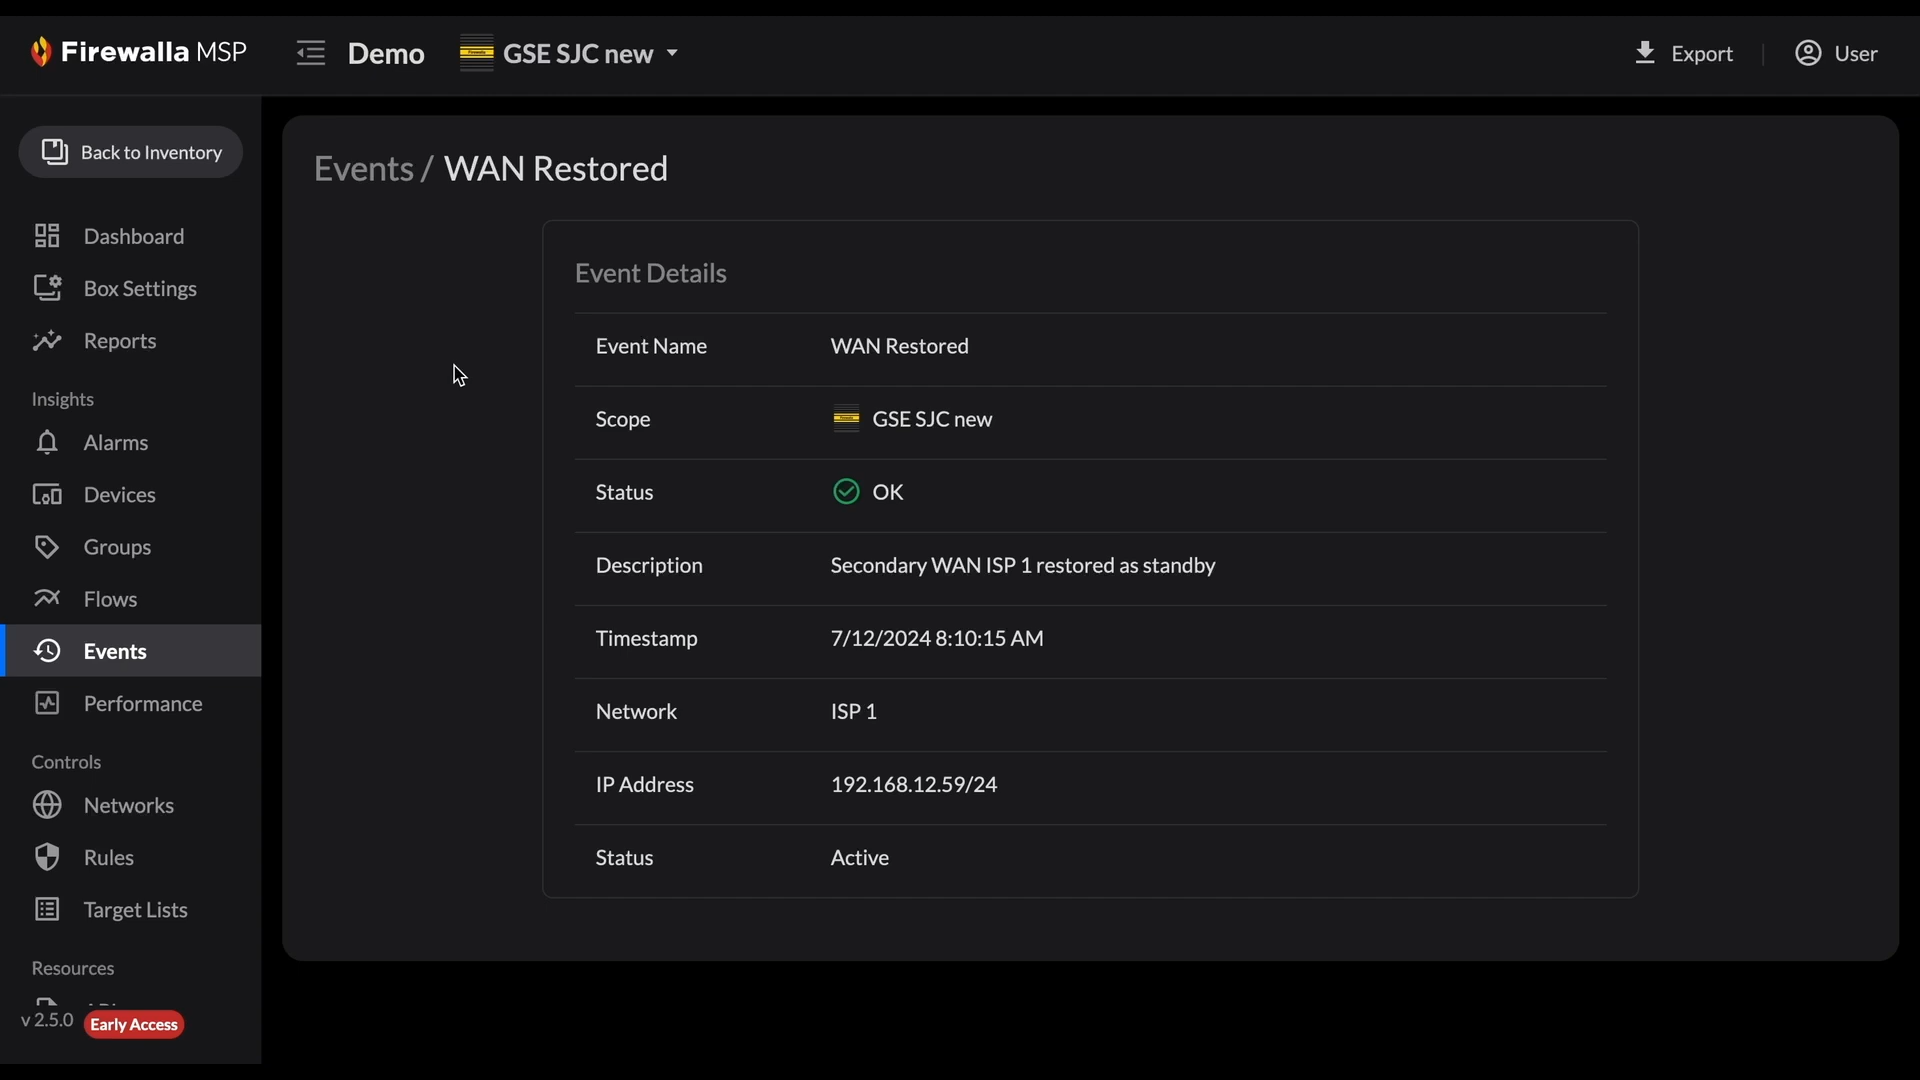 Firewalla MSP
Demo
GSE SJC new
Export
User
Back to Inventory
Dashboard
Box Settings
Reports
Insights
Alarms
Devices
Groups
Flows
Events
Performance
Controls
Networks
Rules
Target Lists
Resources
v 2.5.0
Early Access
Events / WAN Restored
Event Details
Event Name WAN Restored
Scope GSE SJC new
Status OK
Description Secondary WAN ISP 1 restored as standby
Timestamp 7/12/2024 8:10:15 AM
Network ISP 1
IP Address 192.168.12.59/24
Status Active